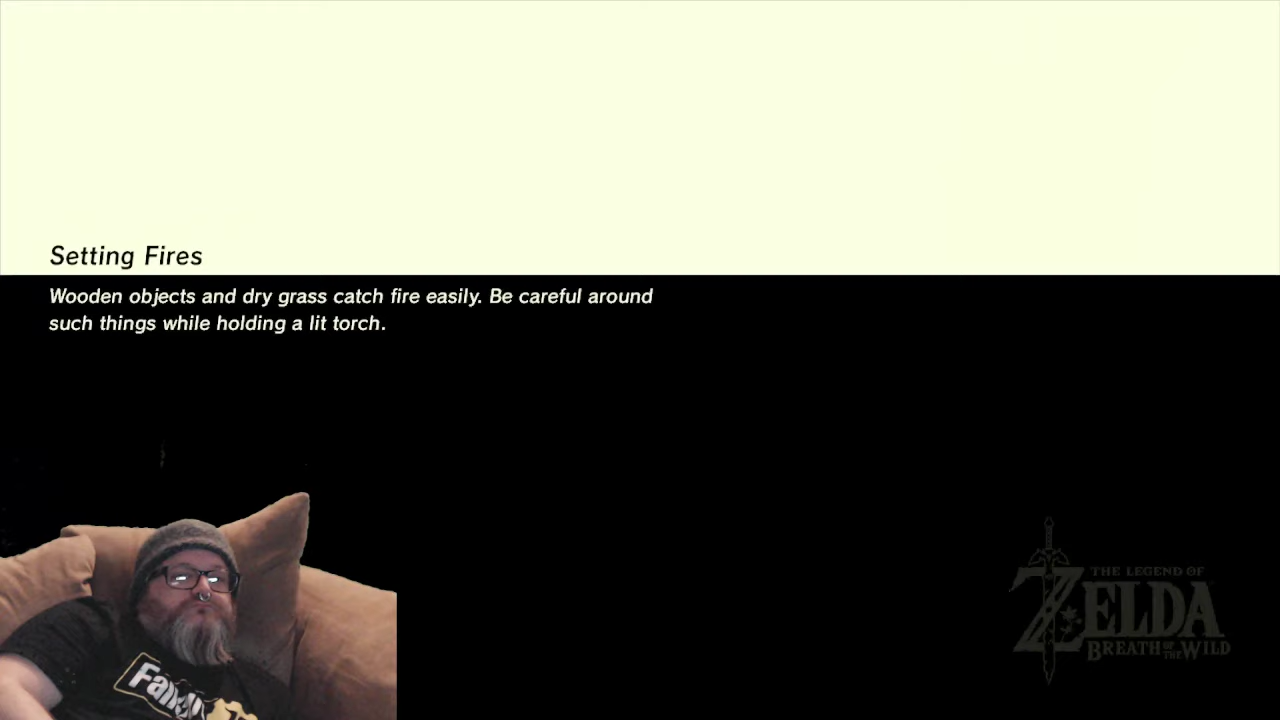 Setting Fires
Wooden objects and dry grass catch fire easily. Be careful around
such things while holding a lit torch.
THE LEGEND OF
ZELDA
BREATH OF THE WILD